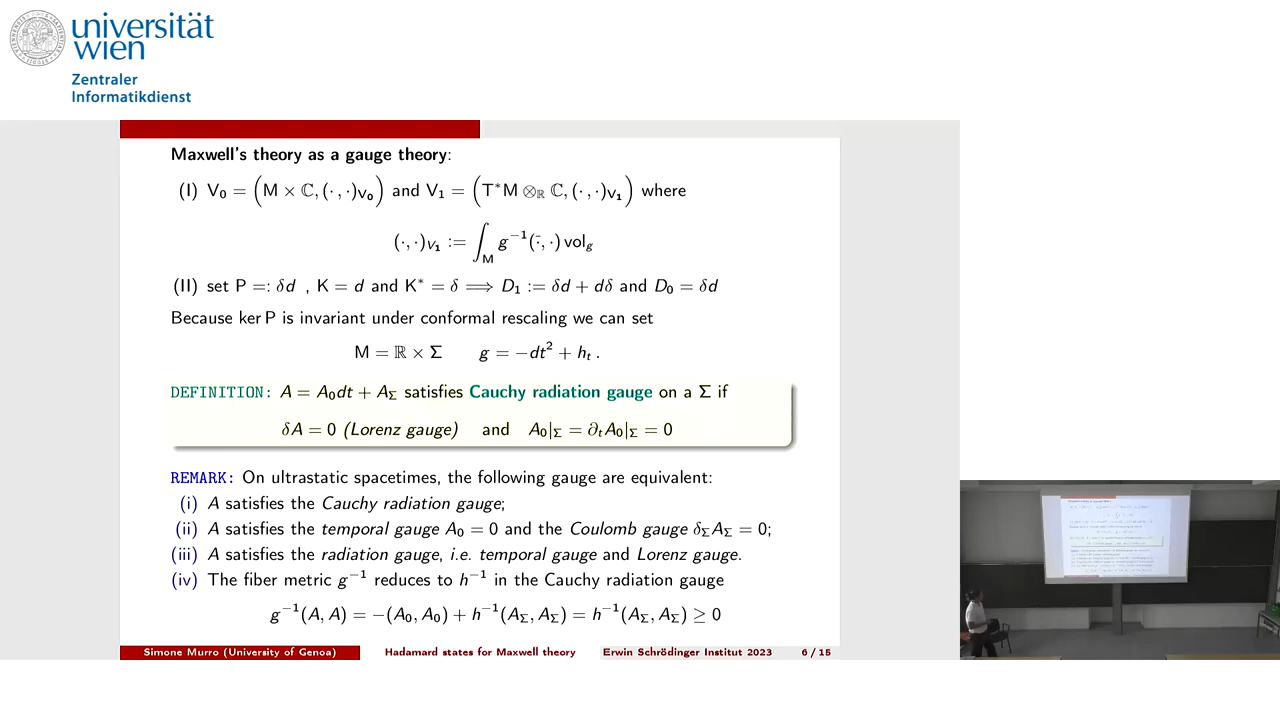 universität
wien
Zentraler
Informatikdienst
Maxwell's theory as a gauge theory:
(I) V₀ = (M × ℂ, (· , ·)_V₀) and V₁ = (T*M ⊗_ℝ ℂ, (· , ·)_V₁) where
(·, ·)_V₁ := ∫_M g⁻¹(·̄, ·) vol_g
(II) set P =: δd , K = d and K* = δ ⟹ D₁ := δd + dδ and D₀ = δd
Because ker P is invariant under conformal rescaling we can set
M = ℝ × Σ g = −dt² + h_t .
DEFINITION: A = A₀dt + A_Σ satisfies Cauchy radiation gauge on a Σ if
δA = 0 (Lorenz gauge) and A₀|_Σ = ∂_t A₀|_Σ = 0
REMARK: On ultrastatic spacetimes, the following gauge are equivalent:
(i) A satisfies the Cauchy radiation gauge;
(ii) A satisfies the temporal gauge A₀ = 0 and the Coulomb gauge δ_Σ A_Σ = 0;
(iii) A satisfies the radiation gauge, i.e. temporal gauge and Lorenz gauge.
(iv) The fiber metric g⁻¹ reduces to h⁻¹ in the Cauchy radiation gauge
g⁻¹(A, A) = −(A₀, A₀) + h⁻¹(A_Σ, A_Σ) = h⁻¹(A_Σ, A_Σ) ≥ 0
Simone Murro (University of Genoa) Hadamard states for Maxwell theory Erwin Schrödinger Institut 2023 6 / 15